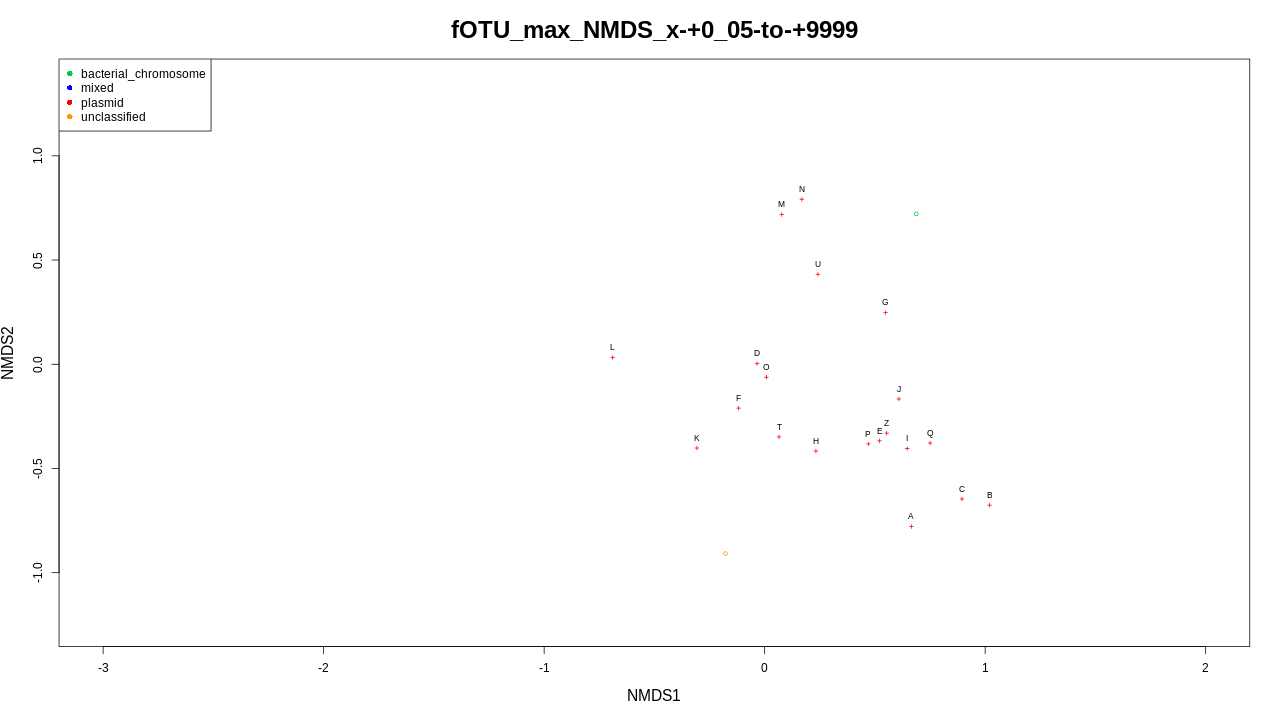 fOTU_max_NMDS_x-+0_05-to-+9999
bacterial_chromosome
mixed
plasmid
unclassified
1.0
0.5
0.0
-0.5
-1.0
NMDS2
N
M
U
G
L
D
O
J
F
Z
T
E
P
Q
K
I
H
C
B
A
-3
-2
-1
0
1
2
NMDS1